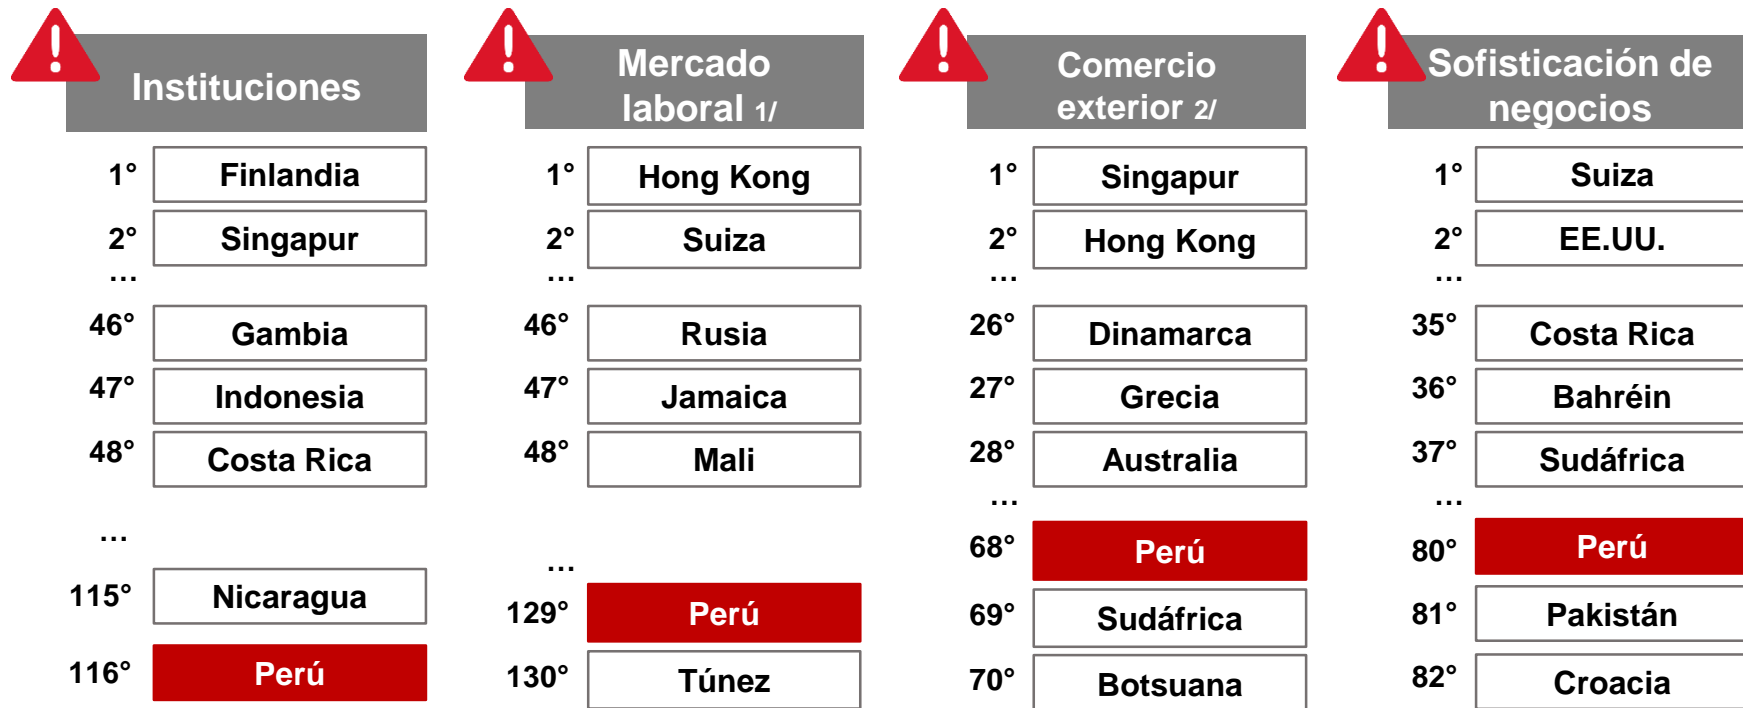 Instituciones
1° Finlandia
2° Singapur
...
46° Gambia
47° Indonesia
48° Costa Rica
...
115° Nicaragua
116° Perú
Mercado
laboral 1/
1° Hong Kong
2° Suiza
...
46° Rusia
47° Jamaica
48° Mali
...
129° Perú
130° Túnez
Comercio
exterior 2/
1° Singapur
2° Hong Kong
...
26° Dinamarca
27° Grecia
28° Australia
...
68° Perú
69° Sudáfrica
70° Botsuana
Sofisticación de
negocios
1° Suiza
2° EE.UU.
...
35° Costa Rica
36° Bahréin
37° Sudáfrica
...
80° Perú
81° Pakistán
82° Croacia